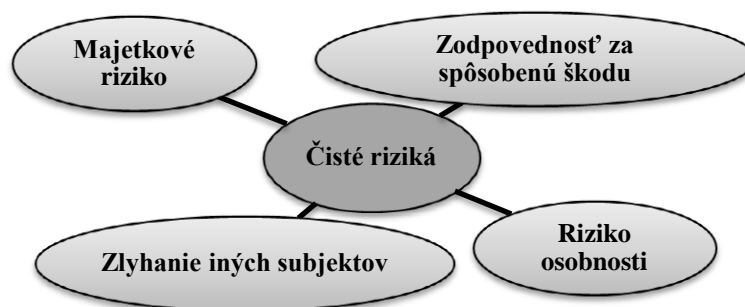 Majetkové
riziko
Zodpovednosť za
spôsobenú škodu
Čisté riziká
Zlyhanie iných subjektov
Riziko
osobnosti